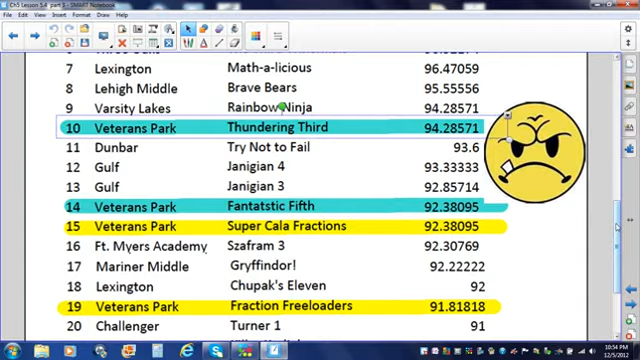 Ch5 Lesson 5.4 part 3 - SMART Notebook
File Edit View Insert Format Draw Help
7 Lexington Math-a-licious 96.47059
8 Lehigh Middle Brave Bears 95.55556
9 Varsity Lakes Rainbow Ninja 94.28571
10 Veterans Park Thundering Third 94.28571
11 Dunbar Try Not to Fail 93.6
12 Gulf Janigian 4 93.33333
13 Gulf Janigian 3 92.85714
14 Veterans Park Fantatstic Fifth 92.38095
15 Veterans Park Super Cala Fractions 92.38095
16 Ft. Myers Academy Szafram 3 92.30769
17 Mariner Middle Gryffindor! 92.22222
18 Lexington Chupak's Eleven 92
19 Veterans Park Fraction Freeloaders 91.81818
20 Challenger Turner 1 91
10:54 PM
12/5/2011